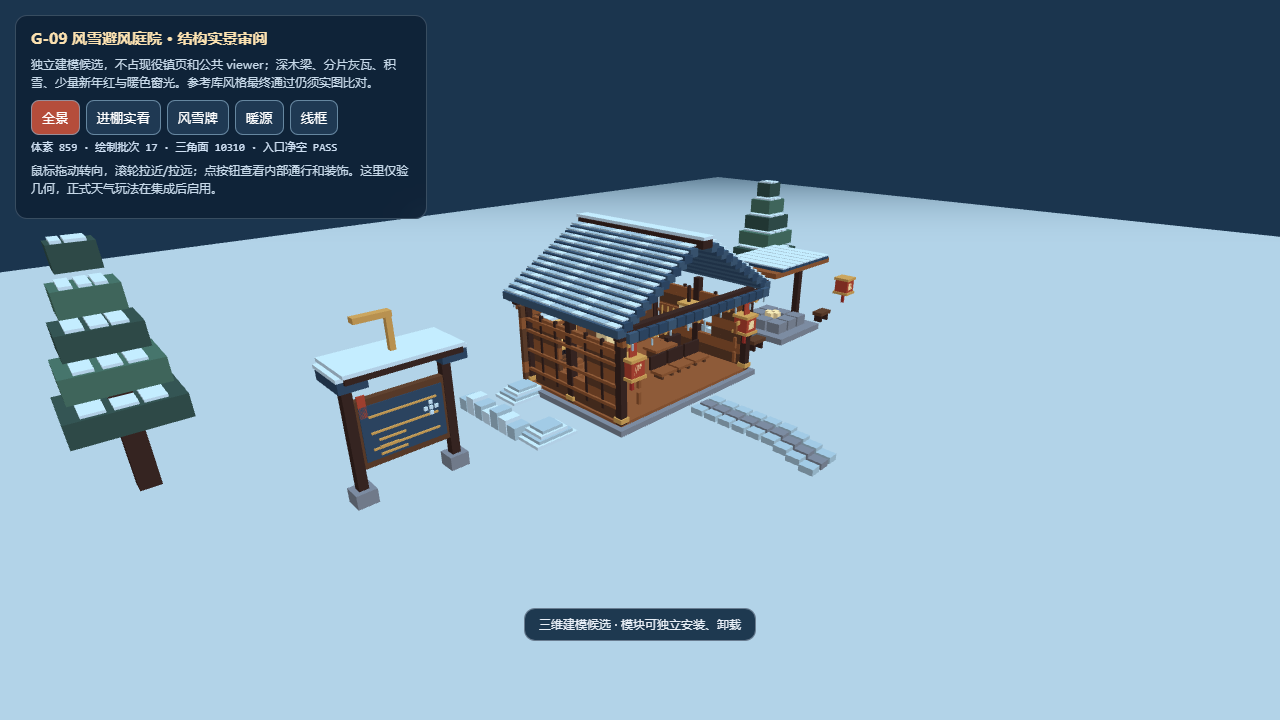 G-09 风雪避风庭院 • 结构实景审阅
独立建模候选，不占现役镇页和公共 viewer；深木梁、分片灰瓦、积
雪、少量新年红与暖色窗光。参考库风格最终通过仍须实图比对。
全景
进棚实看
风雪牌
暖源
线框
体素 859 · 绘制批次 17 · 三角面 10310 · 入口净空 PASS
鼠标拖动转向，滚轮拉近/拉远；点按钮查看内部通行和装饰。这里仅验
几何，正式天气玩法在集成后启用。
三维建模候选 · 模块可独立安装、卸载